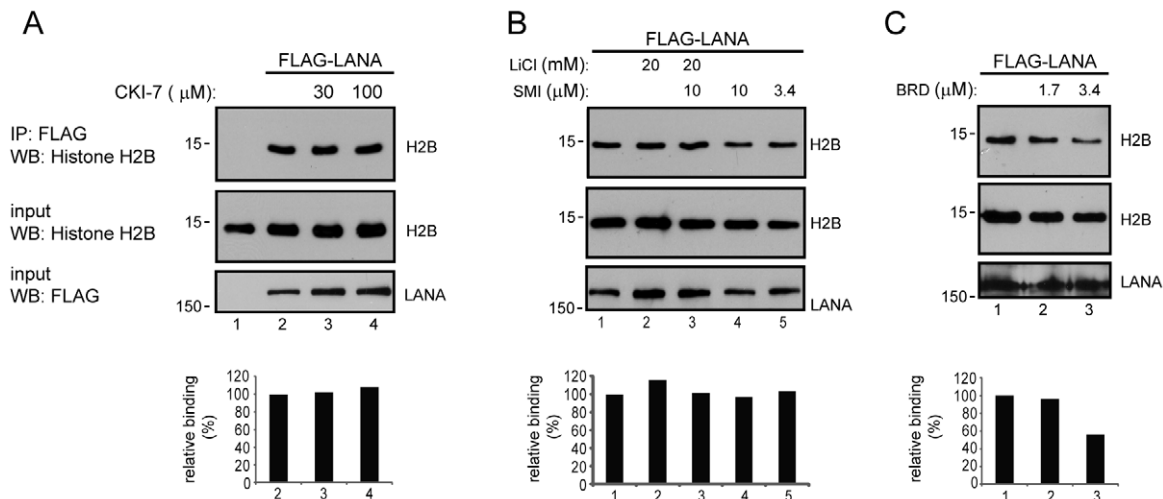 A
FLAG-LANA
CKI-7 ( μM): 30 100
IP: FLAG
WB: Histone H2B
15
H2B
input
WB: Histone H2B
15
H2B
input
WB: FLAG
150
LANA
1 2 3 4
relative binding (%)
120
100
80
60
40
20
0
2 3 4
B
FLAG-LANA
LiCl (mM): 20 20
SMI (μM): 10 10 3.4
15
H2B
15
H2B
150
LANA
1 2 3 4 5
relative binding (%)
120
100
80
60
40
20
0
1 2 3 4 5
C
FLAG-LANA
BRD (μM): 1.7 3.4
15
H2B
15
H2B
150
LANA
1 2 3
relative binding (%)
120
100
80
60
40
20
0
1 2 3